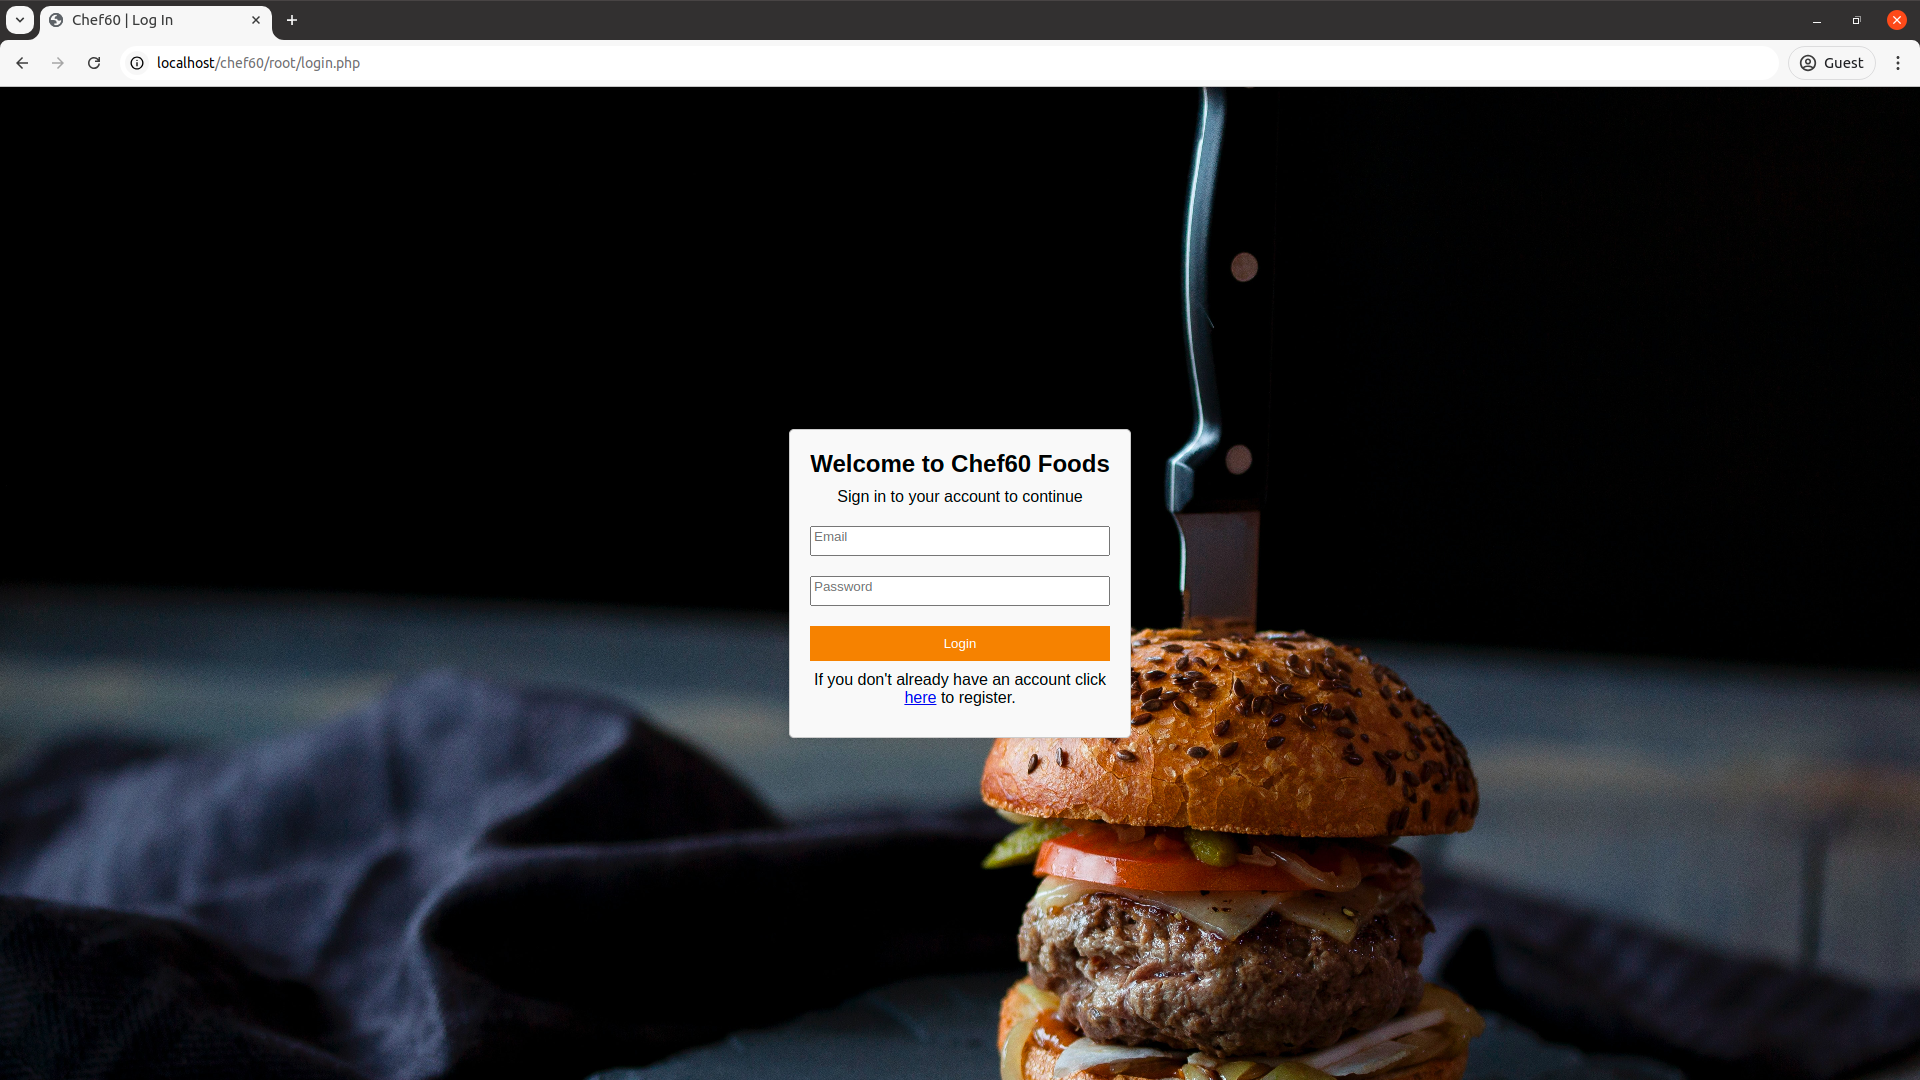 Chef60 | Log In
localhost/chef60/root/login.php
Guest
Welcome to Chef60 Foods
Sign in to your account to continue
Email
Password
Login
If you don't already have an account click
here to register.